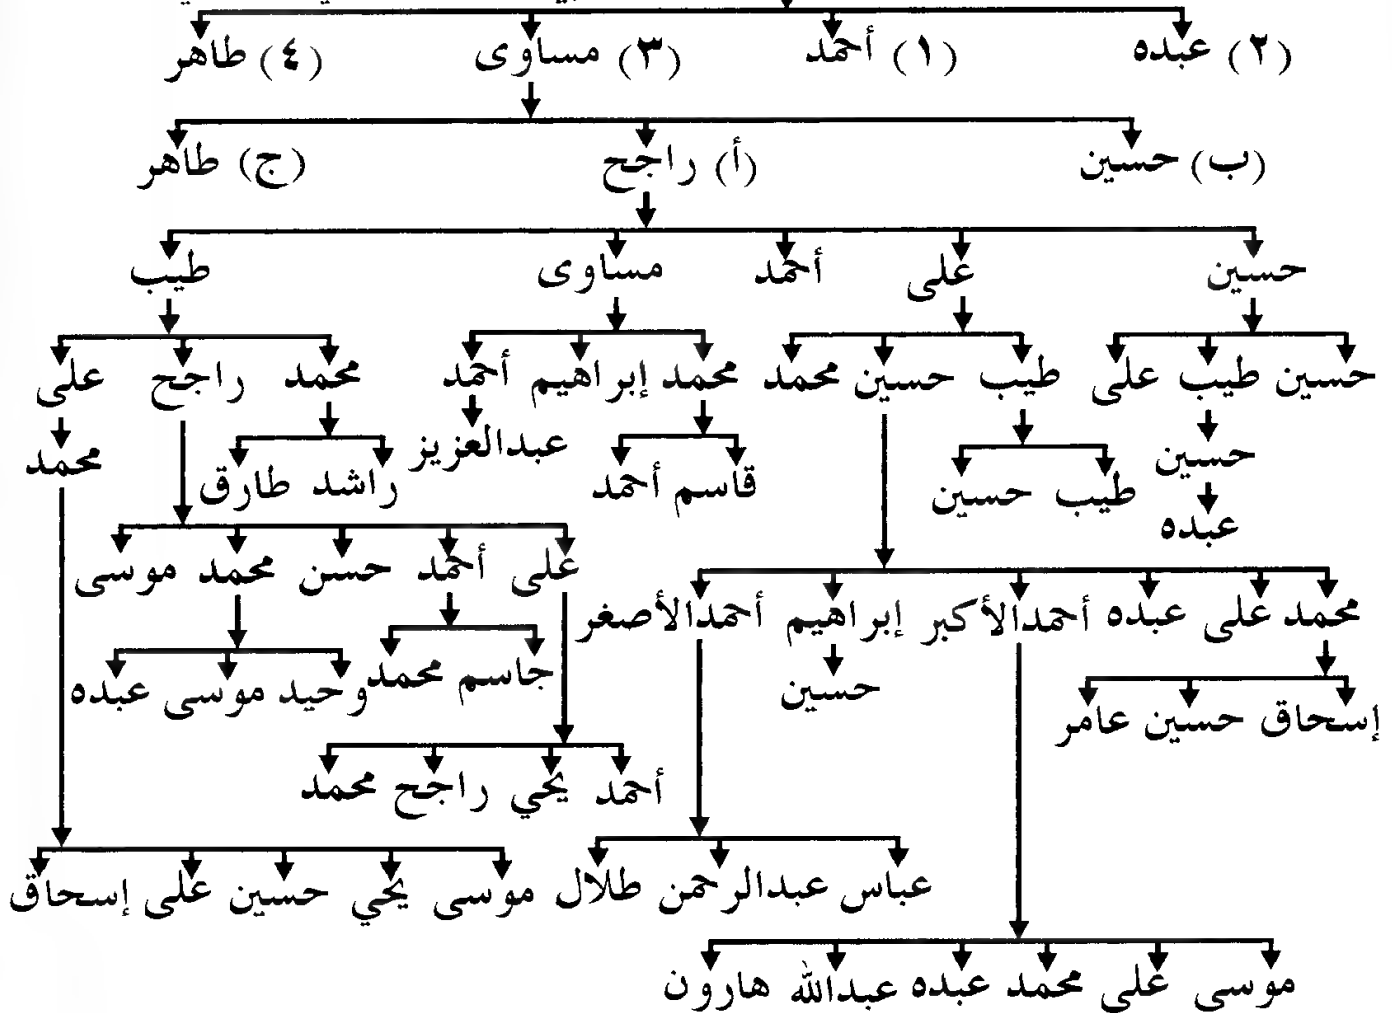 (٢) عبده (١) أحمد (٣) مساوى (٤) طاهر
(ب) حسين (أ) راجح (ج) طاهر
حسين على أحمد مساوى طيب
حسين طيب على طيب حسين محمد محمد إبراهيم أحمد محمد راجح على
حسين عبدالعزيز محمد
طيب حسين قاسم أحمد راشد طارق
عبده
على أحمد حسن محمد موسى
محمد على عبده أحمدالأكبر إبراهيم أحمدالأصغر
جاسم محمد
حسين وحيد موسى عبده
إسحاق حسين عامر
أحمد يحي راجح محمد
عباس عبدالرحمن طلال موسى يحي حسين على إسحاق
موسى على محمد عبده عبدالله هارون